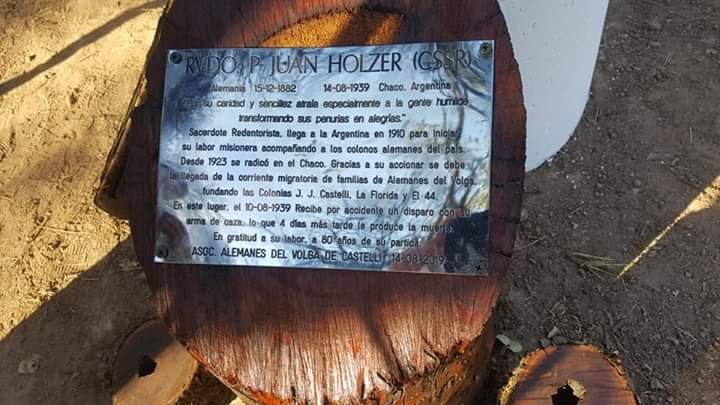 RVDO. P. JUAN HOLZER (CSSR)
Alemania 15-12-1882 14-08-1939 Chaco. Argentina
"Por su caridad y sencillez atraía especialmente a la gente humilde
transformando sus penurias en alegrías."
Sacerdote Redentorista, llega a la Argentina en 1910 para iniciar
su labor misionera acompañando a los colonos alemanes del país.
Desde 1923 se radicó en el Chaco. Gracias a su accionar se debe
la llegada de la corriente migratoria de familias de Alemanes del Volga,
fundando las Colonias J. J. Castelli, La Florida y El 44.
En este lugar, el 10-08-1939 Recibe por accidente un disparo con su
arma de caza, lo que 4 días más tarde le produce la muerte.
En gratitud a su labor, a 80 años de su partida.
ASOC. ALEMANES DEL VOLGA DE CASTELLI 14-08-2019